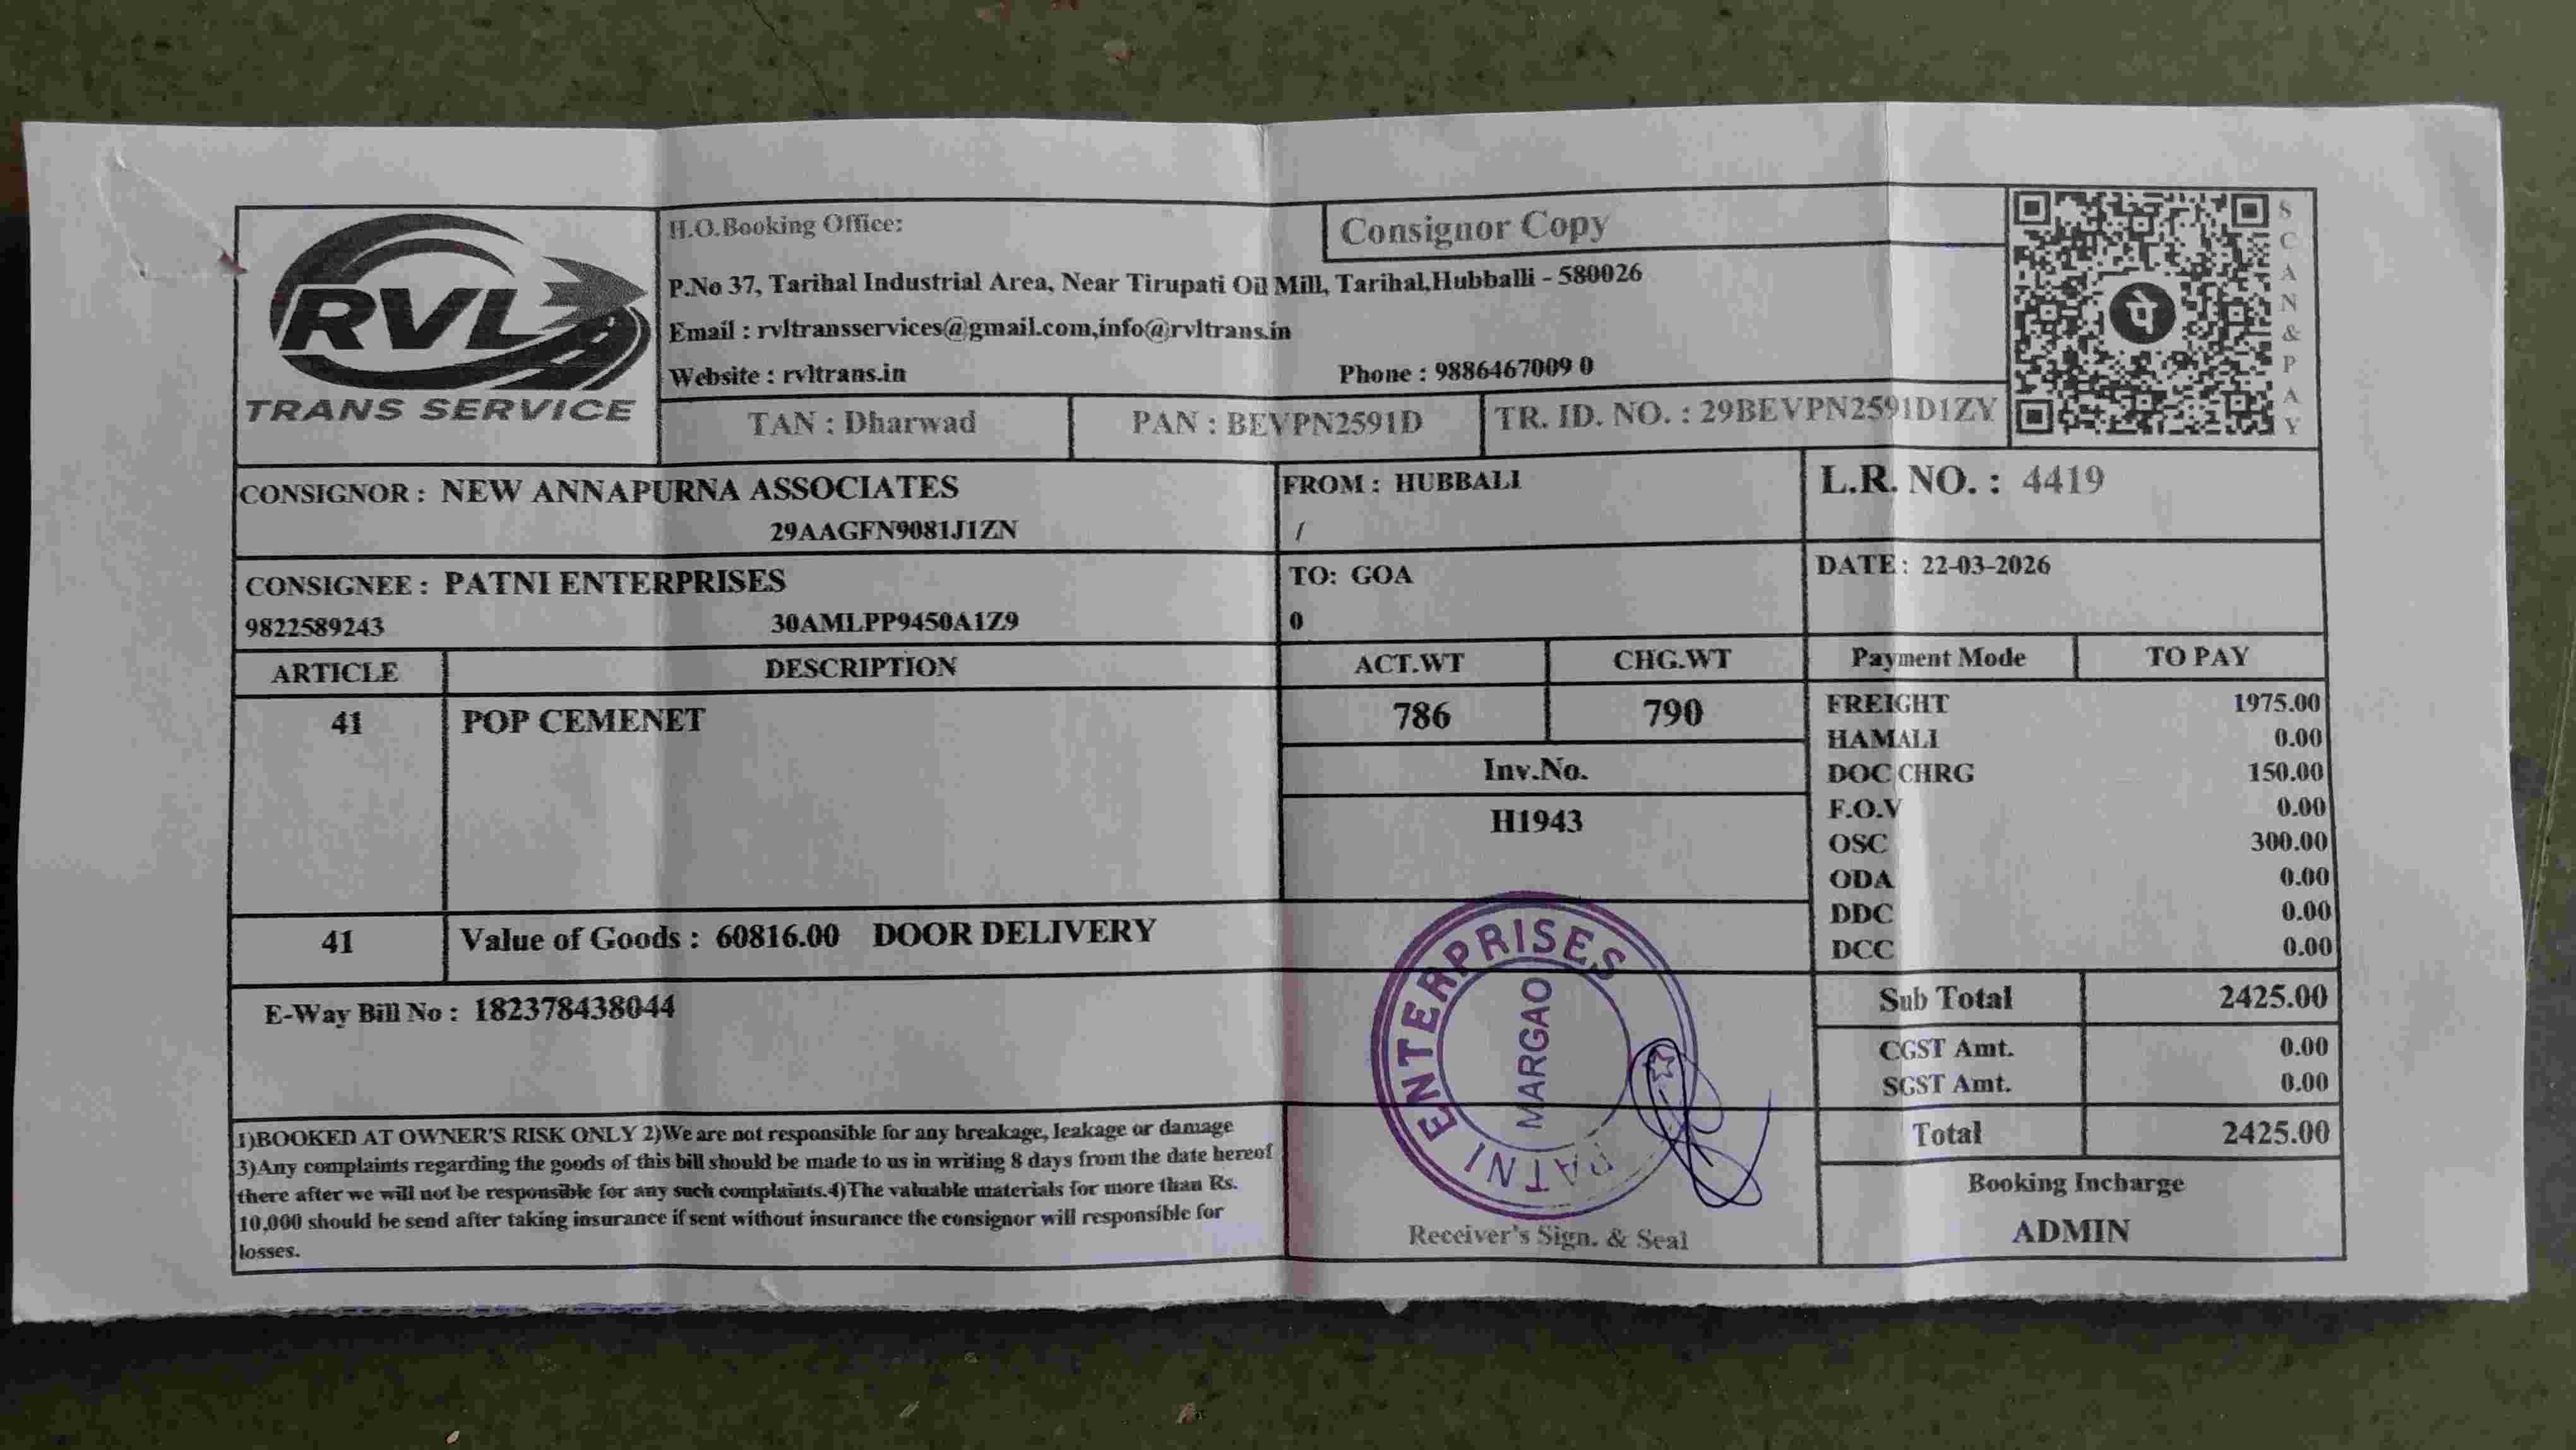 RVL
TRANS SERVICE
H.O.Booking Office:
Consignor Copy
P.No 37, Tarihal Industrial Area, Near Tirupati Oil Mill, Tarihal,Hubballi - 580026
Email : rvltransservices@gmail.com,info@rvltrans.in
Website : rvltrans.in Phone : 9886467009 0
पे
SCAN & PAY
TAN : Dharwad PAN : BEVPN2591D TR. ID. NO. : 29BEVPN2591D1ZY
CONSIGNOR : NEW ANNAPURNA ASSOCIATES
29AAGFN9081J1ZN
FROM : HUBBALI
/
L.R. NO. : 4419
CONSIGNEE : PATNI ENTERPRISES
9822589243 30AMLPP9450A1Z9
TO: GOA
0
DATE : 22-03-2026
ARTICLE DESCRIPTION ACT.WT CHG.WT Payment Mode TO PAY
41 POP CEMENET 786 790
Inv.No.
H1943
FREIGHT 1975.00
HAMALI 0.00
DOC CHRG 150.00
F.O.V 0.00
OSC 300.00
ODA 0.00
DDC 0.00
DCC 0.00
41 Value of Goods : 60816.00 DOOR DELIVERY
E-Way Bill No : 182378438044
Sub Total 2425.00
CGST Amt. 0.00
SGST Amt. 0.00
Total 2425.00
1)BOOKED AT OWNER'S RISK ONLY 2)We are not responsible for any breakage, leakage or damage
3)Any complaints regarding the goods of this bill should be made to us in writing 8 days from the date hereof
there after we will not be responsible for any such complaints.4)The valuable materials for more than Rs.
10,000 should be send after taking insurance if sent without insurance the consignor will responsible for
losses.
PATNI ENTERPRISES
MARGAO
Receiver's Sign. & Seal
Booking Incharge
ADMIN